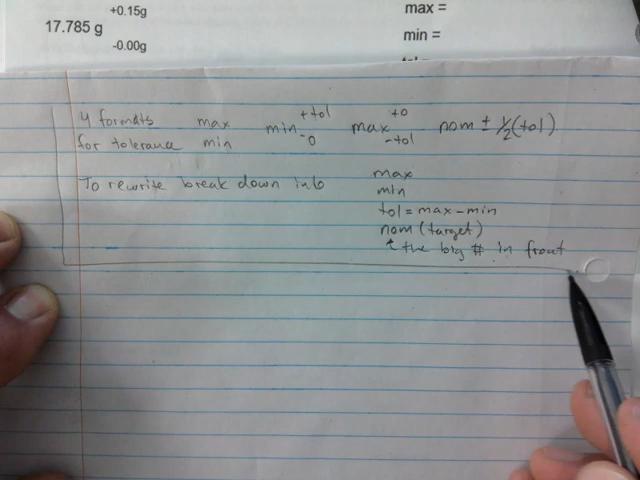 +0.15g
17.785 g
-0.00g
max =
min =
4 formats max min +tol max +0 nom ± 1/2(tol)
for tolerance min -0 -tol
To rewrite break down into max
min
tol = max - min
nom (target)
↑ the big # in front